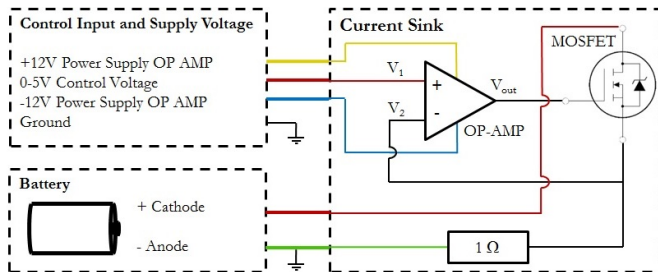 Control Input and Supply Voltage
+12V Power Supply OP AMP
0-5V Control Voltage
-12V Power Supply OP AMP
Ground
Battery
+ Cathode
- Anode
Current Sink
MOSFET
V1
V2
+
-
Vout
OP-AMP
1 Ω